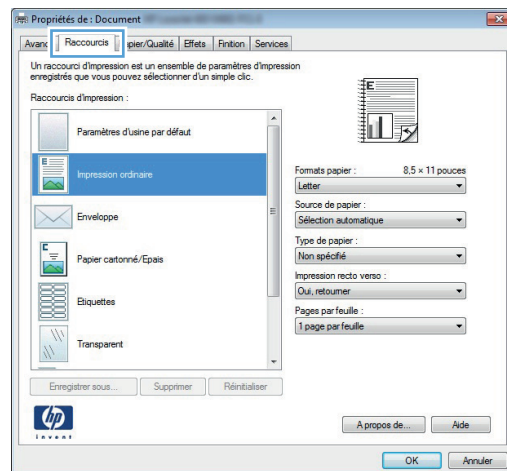 Propriétés de : Document
Raccourcis
Papier/Qualité
Effets
Finition
Services
Un raccourci d'impression est un ensemble de paramètres d'impression
enregistrés que vous pouvez sélectionner d'un simple clic.
Raccourcis d'impression :
Paramètres d'usine par défaut
Impression ordinaire
Enveloppe
Papier cartonné/Epais
Etiquettes
Transparent
Formats papier :
8,5 × 11 pouces
Letter
Source de papier :
Sélection automatique
Type de papier :
Non spécifié
Impression recto verso :
Oui, retourner
Pages par feuille :
1 page par feuille
Enregistrer sous...
Supprimer
Réinitialiser
hp
invent
A propos de...
Aide
OK
Annuler